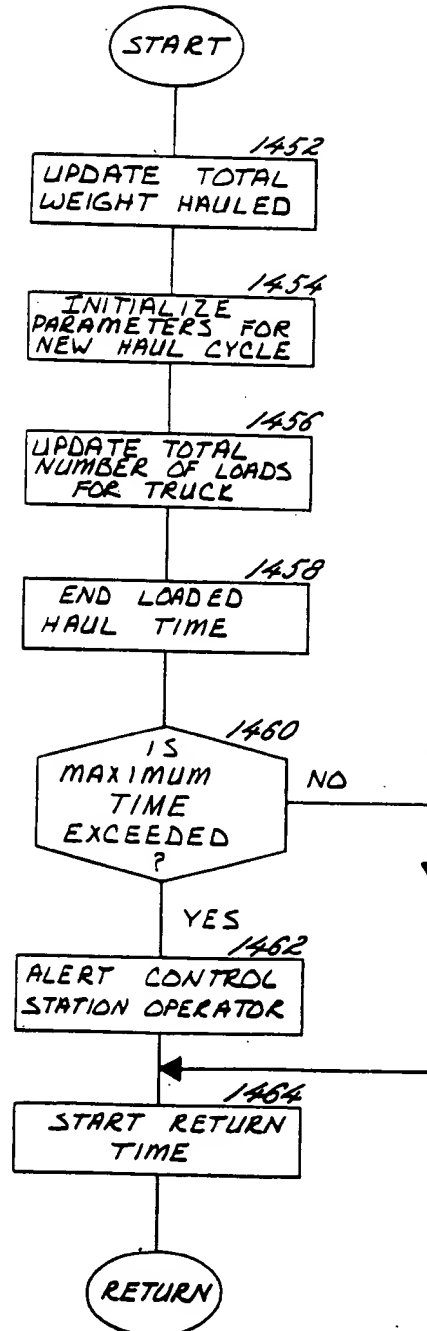 START
1452
UPDATE TOTAL
WEIGHT HAULED
1454
INITIALIZE
PARAMETERS FOR
NEW HAUL CYCLE
1456
UPDATE TOTAL
NUMBER OF LOADS
FOR TRUCK
1458
END LOADED
HAUL TIME
1460
IS
MAXIMUM
TIME
EXCEEDED
?
NO
YES
1462
ALERT CONTROL
STATION OPERATOR
1464
START RETURN
TIME
RETURN